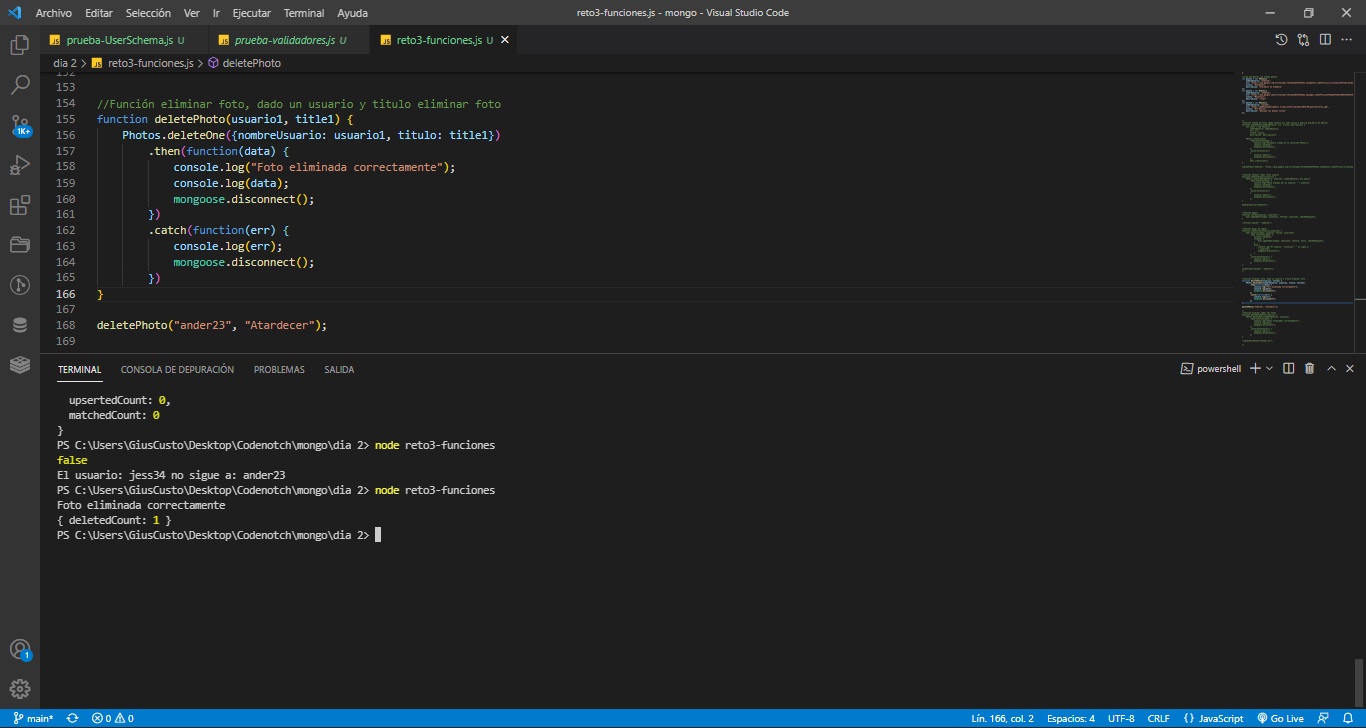 Archivo Editar Selección Ver Ir Ejecutar Terminal Ayuda reto3-funciones.js - mongo - Visual Studio Code
JS prueba-UserSchema.js U JS prueba-validadores.js U JS reto3-funciones.js U
dia 2 > JS reto3-funciones.js > deletePhoto
152
153
154 //Función eliminar foto, dado un usuario y titulo eliminar foto
155 function deletePhoto(usuario1, title1) {
156 Photos.deleteOne({nombreUsuario: usuario1, titulo: title1})
157 .then(function(data) {
158 console.log("Foto eliminada correctamente");
159 console.log(data);
160 mongoose.disconnect();
161 })
162 .catch(function(err) {
163 console.log(err);
164 mongoose.disconnect();
165 })
166 }
167
168 deletePhoto("ander23", "Atardecer");
169
TERMINAL CONSOLA DE DEPURACIÓN PROBLEMAS SALIDA powershell
upsertedCount: 0,
matchedCount: 0
}
PS C:\Users\GiusCusto\Desktop\Codenotch\mongo\dia 2> node reto3-funciones
false
El usuario: jess34 no sigue a: ander23
PS C:\Users\GiusCusto\Desktop\Codenotch\mongo\dia 2> node reto3-funciones
Foto eliminada correctamente
{ deletedCount: 1 }
PS C:\Users\GiusCusto\Desktop\Codenotch\mongo\dia 2>
1K+
1
main* 0 0 Lín. 166, col. 2 Espacios: 4 UTF-8 CRLF {} JavaScript Go Live